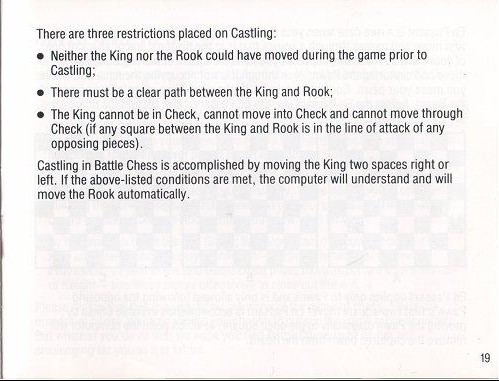 There are three restrictions placed on Castling:
● Neither the King nor the Rook could have moved during the game prior to
Castling;
● There must be a clear path between the King and Rook;
● The King cannot be in Check, cannot move into Check and cannot move through
Check (if any square between the King and Rook is in the line of attack of any
opposing pieces).
Castling in Battle Chess is accomplished by moving the King two spaces right or
left. If the above-listed conditions are met, the computer will understand and will
move the Rook automatically.
19